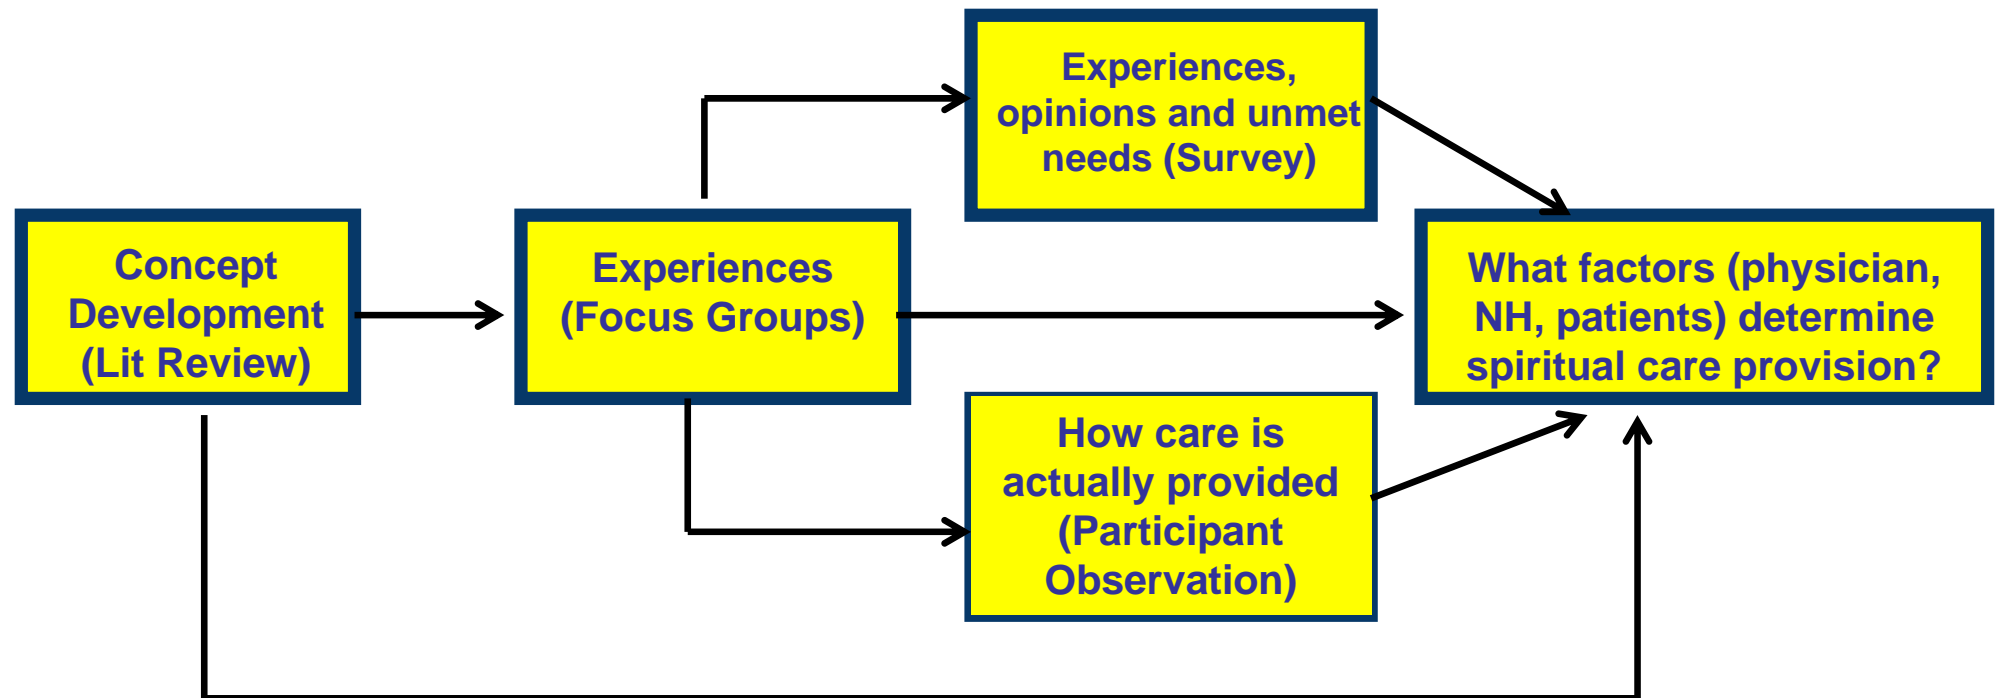 Concept
Development
(Lit Review)
Experiences
(Focus Groups)
Experiences,
opinions and unmet
needs (Survey)
How care is
actually provided
(Participant
Observation)
What factors (physician,
NH, patients) determine
spiritual care provision?